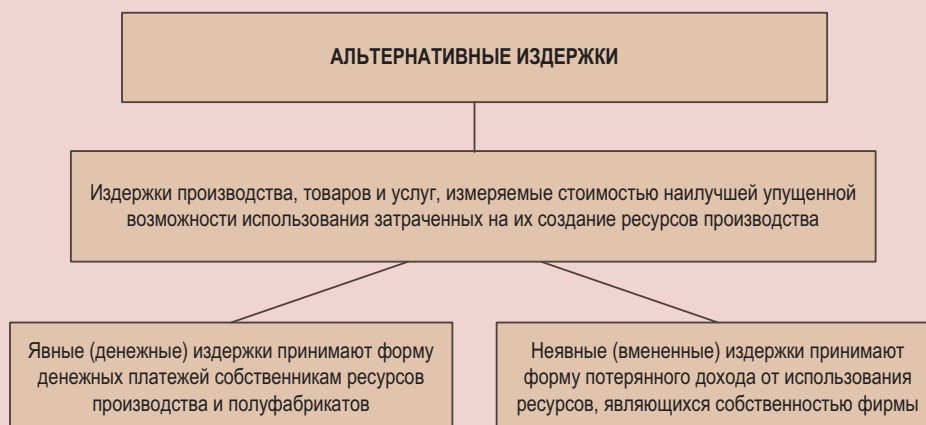 АЛЬТЕРНАТИВНЫЕ ИЗДЕРЖКИ
Издержки производства, товаров и услуг, измеряемые стоимостью наилучшей упущенной
возможности использования затраченных на их создание ресурсов производства
Явные (денежные) издержки принимают форму
денежных платежей собственникам ресурсов
производства и полуфабрикатов
Неявные (вмененные) издержки принимают
форму потерянного дохода от использования
ресурсов, являющихся собственностью фирмы